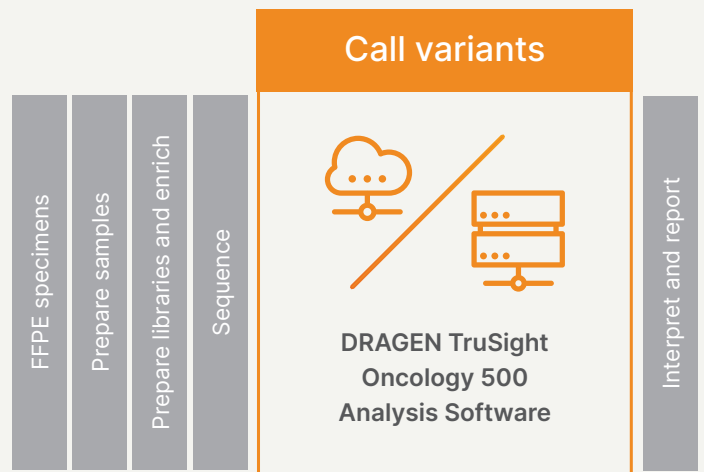 FFPE specimens
Prepare samples
Prepare libraries and enrich
Sequence
Call variants
DRAGEN TruSight
Oncology 500
Analysis Software
Interpret and report